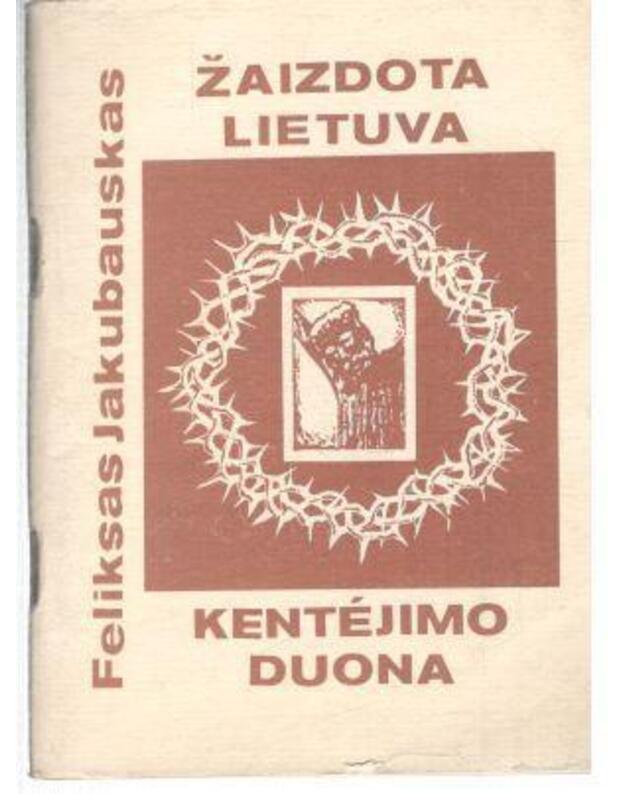 Feliksas Jakubauskas
ŽAIZDOTA
LIETUVA
KENTĖJIMO
DUONA